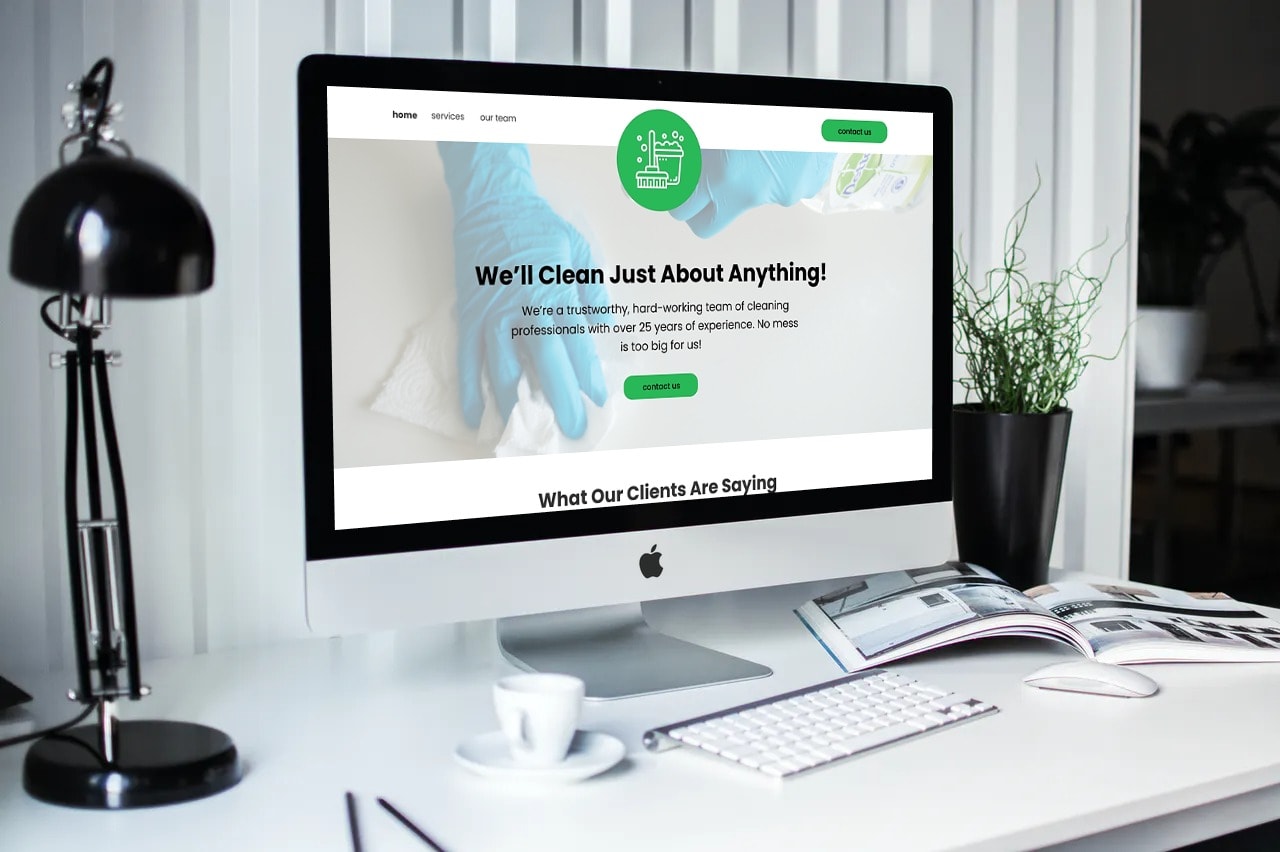 home services our team contact us
We’ll Clean Just About Anything!
We’re a trustworthy, hard-working team of cleaning
professionals with over 25 years of experience. No mess
is too big for us!
contact us
What Our Clients Are Saying